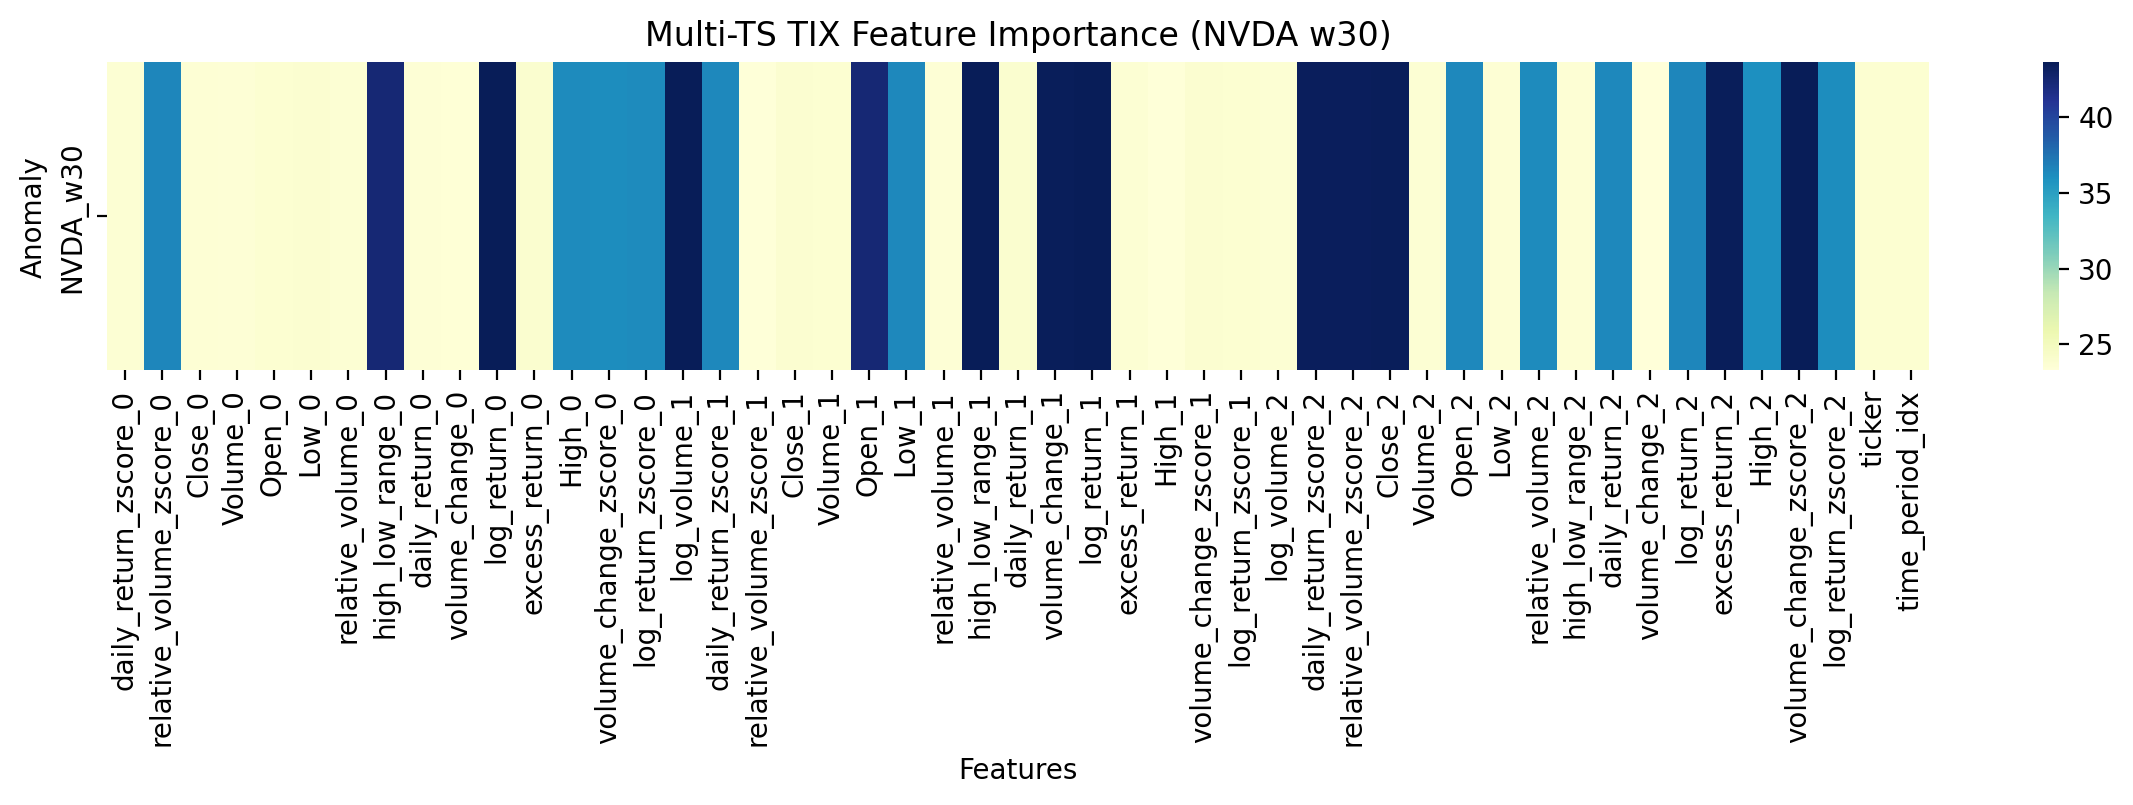 Multi-TS TIX Feature Importance (NVDA w30)
Anomaly
NVDA_w30
40
35
30
25
daily_return_zscore_0
relative_volume_zscore_0
Close_0
Volume_0
Open_0
Low_0
relative_volume_0
high_low_range_0
daily_return_0
volume_change_0
log_return_0
excess_return_0
High_0
volume_change_zscore_0
log_return_zscore_0
log_volume_1
daily_return_zscore_1
relative_volume_zscore_1
Close_1
Volume_1
Open_1
Low_1
relative_volume_1
high_low_range_1
daily_return_1
volume_change_1
log_return_1
excess_return_1
High_1
volume_change_zscore_1
log_return_zscore_1
log_volume_2
daily_return_zscore_2
relative_volume_zscore_2
Close_2
Volume_2
Open_2
Low_2
relative_volume_2
high_low_range_2
daily_return_2
volume_change_2
log_return_2
excess_return_2
High_2
volume_change_zscore_2
log_return_zscore_2
ticker
time_period_idx
Features